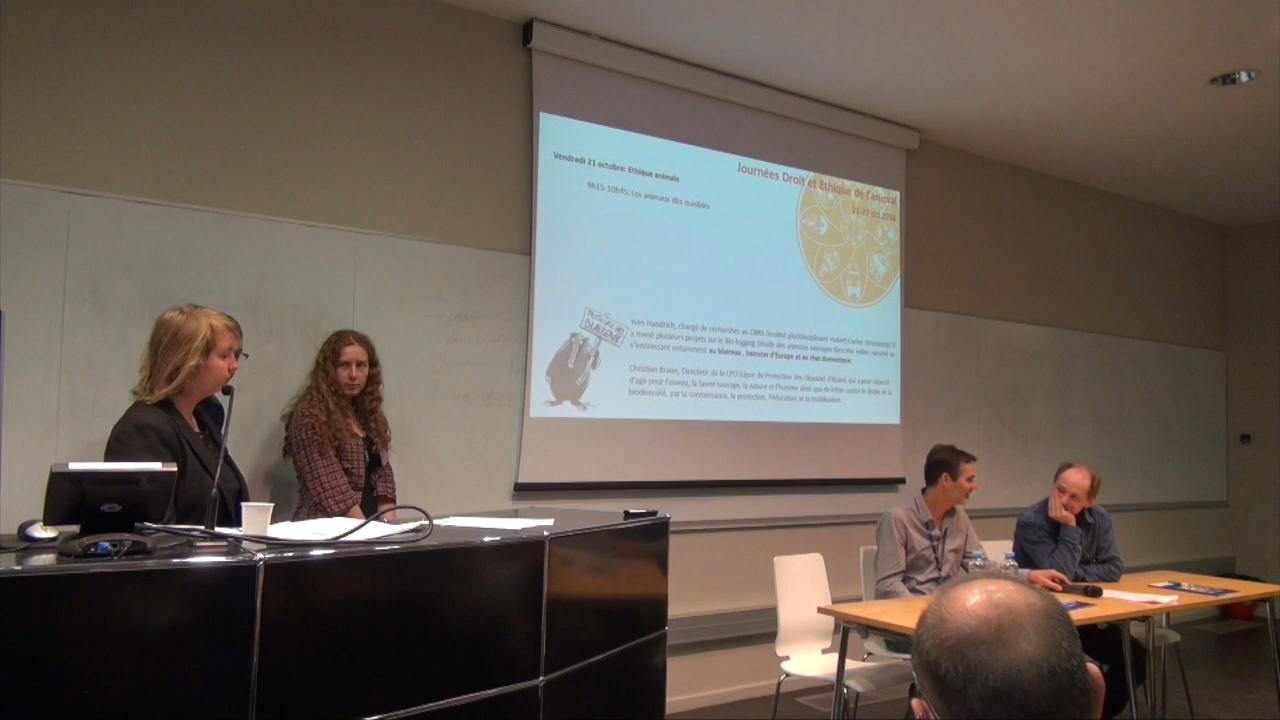 Vendredi 21 octobre: Ethique animale
9h15-10h45: Les animaux dits nuisibles
Journées Droit et Ethique de l'animal
21-22 oct 2016
BLAIREAUX
Yves Handrich, chargé de recherches au CNRS (Institut pluridisciplinaire Hubert Curien Strasbourg) Il
a mené plusieurs projets sur le Bio-logging (étude des animaux sauvages dans leur milieu naturel) en
s'intéressant notamment au blaireau, hamster d'Europe et au chat domestique.
Christian Braun, Directeur de la LPO (Ligue de Protection des Oiseaux) d'Alsace, qui a pour objectif
d'agir pour l'oiseau, la faune sauvage, la nature et l'homme ainsi que de lutter contre le déclin de la
biodiversité, par la connaissance, la protection, l'éducation et la mobilisation.